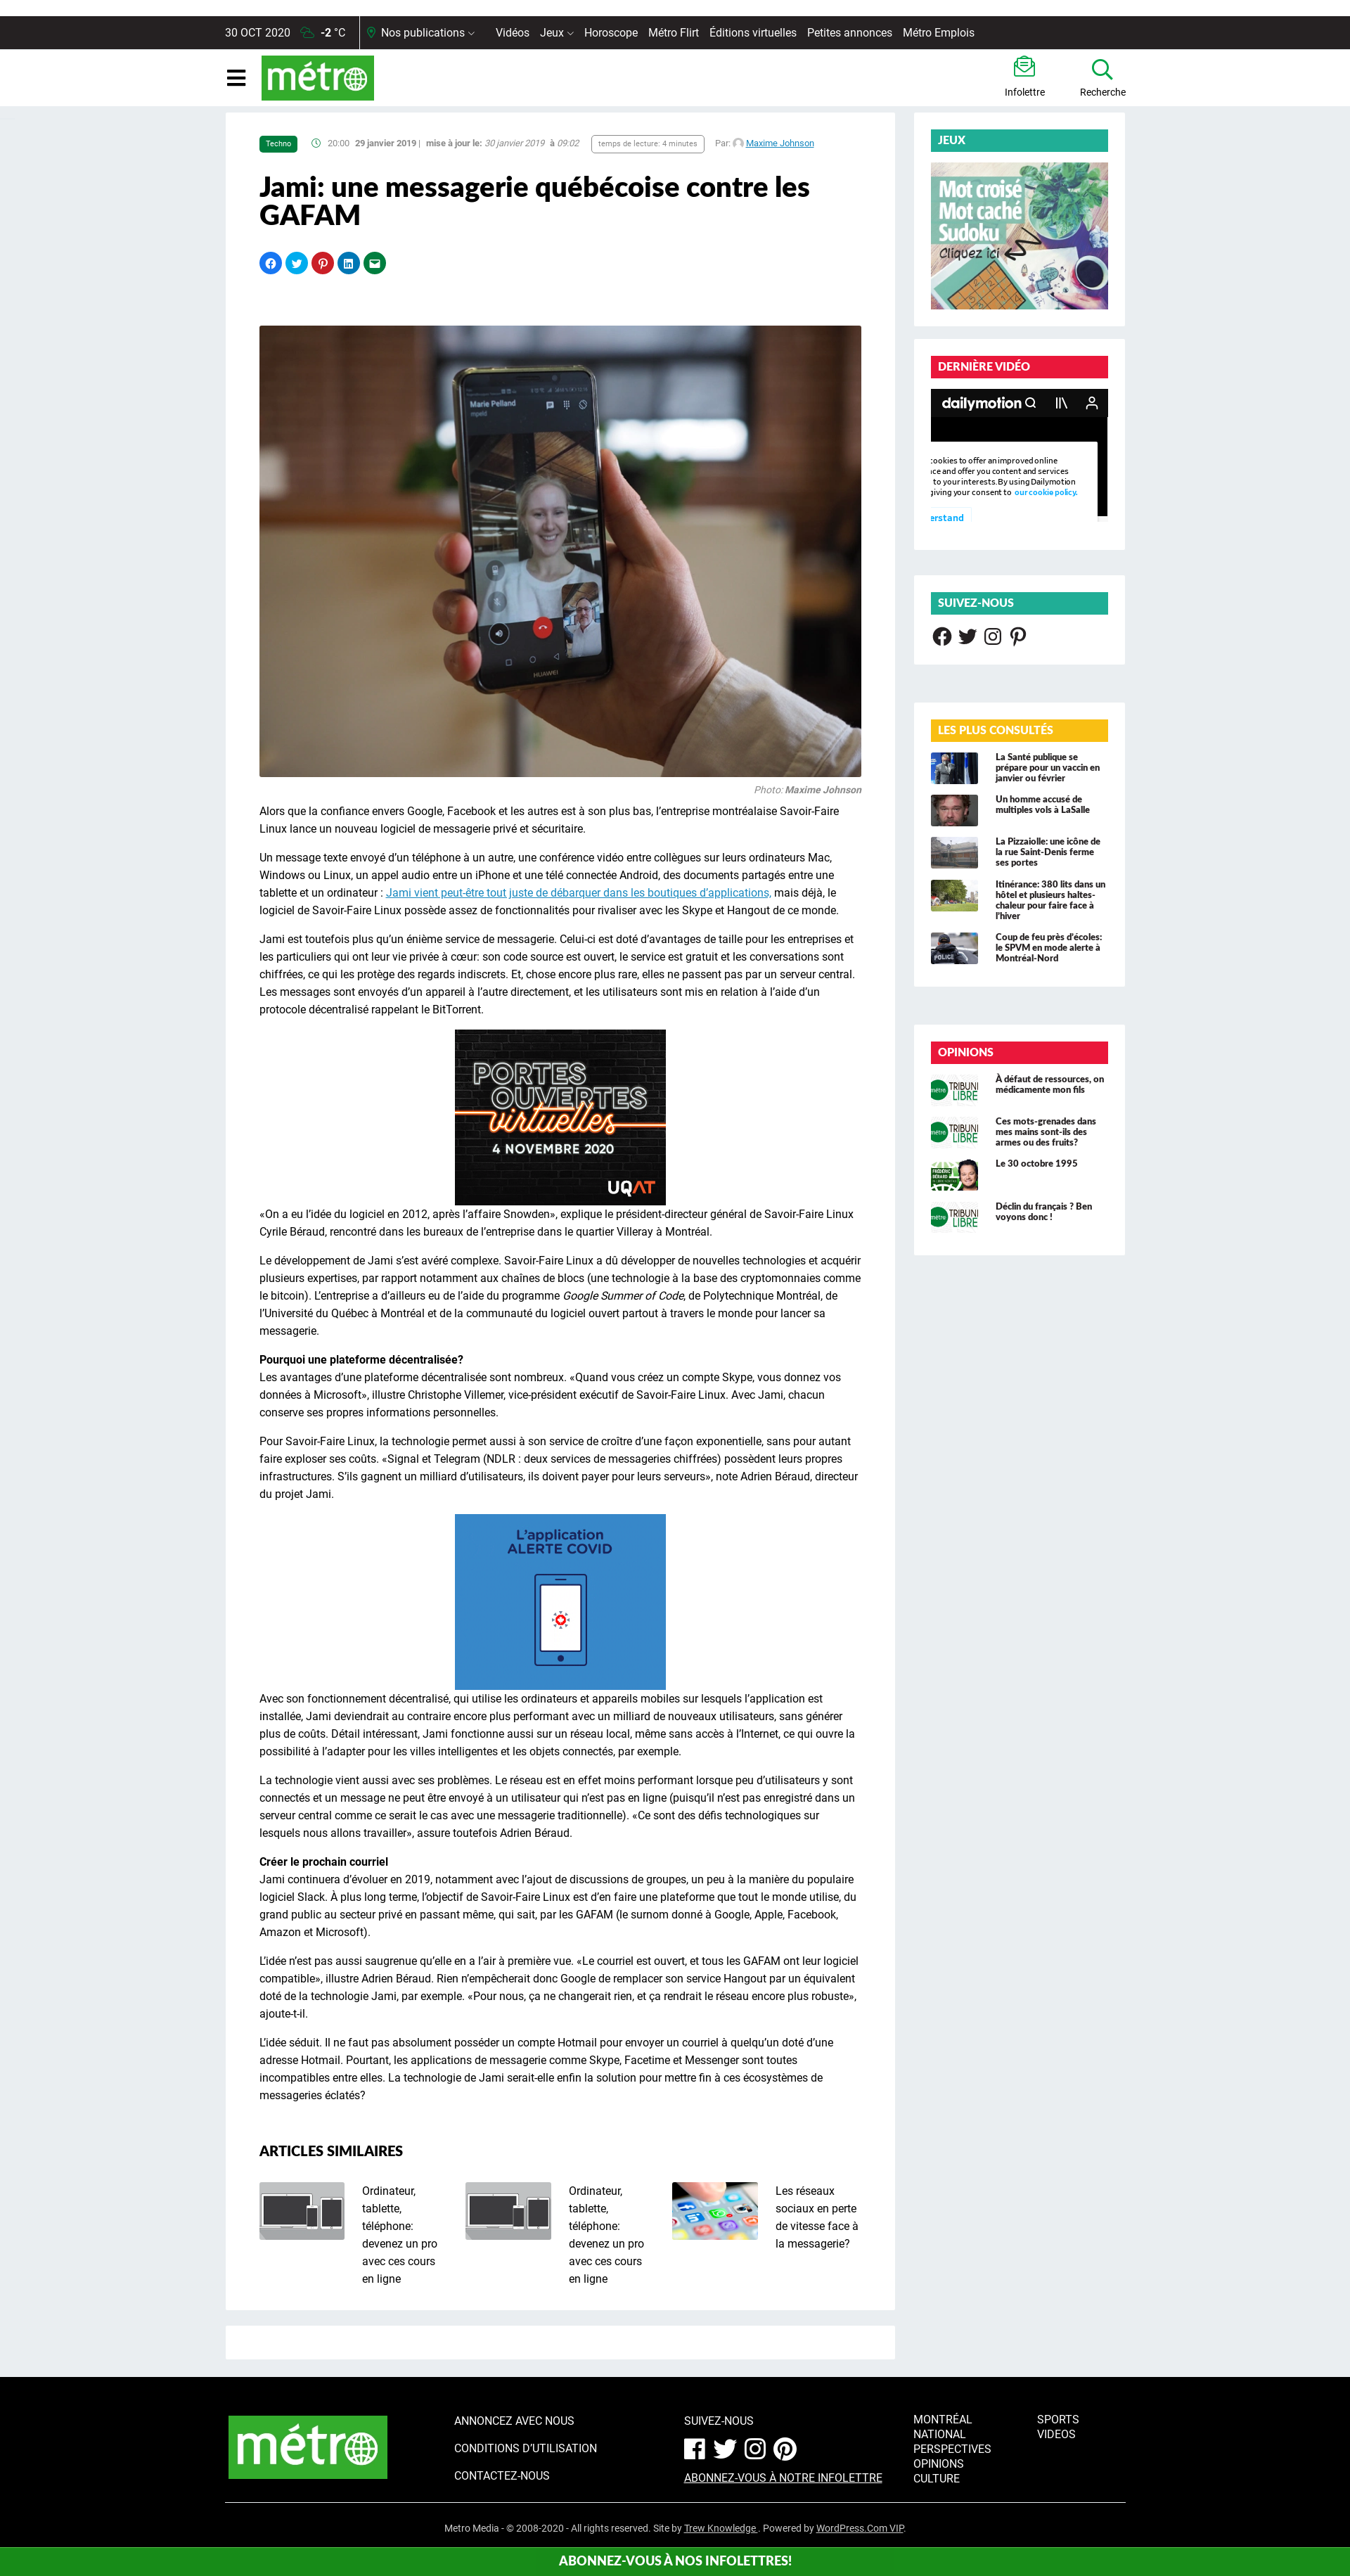 30 OCT 2020 -2 °C Nos publications Vidéos Jeux Horoscope Métro Flirt Éditions virtuelles Petites annonces Métro Emplois
métro
Infolettre
Recherche
Techno 20:00 29 janvier 2019 | mise à jour le: 30 janvier 2019 à 09:02 temps de lecture: 4 minutes Par: Maxime Johnson
Jami: une messagerie québécoise contre les
GAFAM
Marie Pelland
HUAWEI
Photo: Maxime Johnson
Alors que la confiance envers Google, Facebook et les autres est à son plus bas, l’entreprise montréalaise Savoir-Faire
Linux lance un nouveau logiciel de messagerie privé et sécuritaire.
Un message texte envoyé d’un téléphone à un autre, une conférence vidéo entre collègues sur leurs ordinateurs Mac,
Windows ou Linux, un appel audio entre un iPhone et une télé connectée Android, des documents partagés entre une
tablette et un ordinateur : Jami vient peut-être tout juste de débarquer dans les boutiques d’applications, mais déjà, le
logiciel de Savoir-Faire Linux possède assez de fonctionnalités pour rivaliser avec les Skype et Hangout de ce monde.
Jami est toutefois plus qu’un énième service de messagerie. Celui-ci est doté d’avantages de taille pour les entreprises et
les particuliers qui ont leur vie privée à cœur: son code source est ouvert, le service est gratuit et les conversations sont
chiffrées, ce qui les protège des regards indiscrets. Et, chose encore plus rare, elles ne passent pas par un serveur central.
Les messages sont envoyés d’un appareil à l’autre directement, et les utilisateurs sont mis en relation à l’aide d’un
protocole décentralisé rappelant le BitTorrent.
PORTES
OUVERTES
virtuelles
4 NOVEMBRE 2020
UQAT
«On a eu l’idée du logiciel en 2012, après l’affaire Snowden», explique le président-directeur général de Savoir-Faire Linux
Cyrile Béraud, rencontré dans les bureaux de l’entreprise dans le quartier Villeray à Montréal.
Le développement de Jami s’est avéré complexe. Savoir-Faire Linux a dû développer de nouvelles technologies et acquérir
plusieurs expertises, par rapport notamment aux chaînes de blocs (une technologie à la base des cryptomonnaies comme
le bitcoin). L’entreprise a d’ailleurs eu de l’aide du programme Google Summer of Code, de Polytechnique Montréal, de
l’Université du Québec à Montréal et de la communauté du logiciel ouvert partout à travers le monde pour lancer sa
messagerie.
Pourquoi une plateforme décentralisée?
Les avantages d’une plateforme décentralisée sont nombreux. «Quand vous créez un compte Skype, vous donnez vos
données à Microsoft», illustre Christophe Villemer, vice-président exécutif de Savoir-Faire Linux. Avec Jami, chacun
conserve ses propres informations personnelles.
Pour Savoir-Faire Linux, la technologie permet aussi à son service de croître d’une façon exponentielle, sans pour autant
faire exploser ses coûts. «Signal et Telegram (NDLR : deux services de messageries chiffrées) possèdent leurs propres
infrastructures. S’ils gagnent un milliard d’utilisateurs, ils doivent payer pour leurs serveurs», note Adrien Béraud, directeur
du projet Jami.
L’application
ALERTE COVID
Avec son fonctionnement décentralisé, qui utilise les ordinateurs et appareils mobiles sur lesquels l’application est
installée, Jami deviendrait au contraire encore plus performant avec un milliard de nouveaux utilisateurs, sans générer
plus de coûts. Détail intéressant, Jami fonctionne aussi sur un réseau local, même sans accès à l’Internet, ce qui ouvre la
possibilité à l’adapter pour les villes intelligentes et les objets connectés, par exemple.
La technologie vient aussi avec ses problèmes. Le réseau est en effet moins performant lorsque peu d’utilisateurs y sont
connectés et un message ne peut être envoyé à un utilisateur qui n’est pas en ligne (puisqu’il n’est pas enregistré dans un
serveur central comme ce serait le cas avec une messagerie traditionnelle). «Ce sont des défis technologiques sur
lesquels nous allons travailler», assure toutefois Adrien Béraud.
Créer le prochain courriel
Jami continuera d’évoluer en 2019, notamment avec l’ajout de discussions de groupes, un peu à la manière du populaire
logiciel Slack. À plus long terme, l’objectif de Savoir-Faire Linux est d’en faire une plateforme que tout le monde utilise, du
grand public au secteur privé en passant même, qui sait, par les GAFAM (le surnom donné à Google, Apple, Facebook,
Amazon et Microsoft).
L’idée n’est pas aussi saugrenue qu’elle en a l’air à première vue. «Le courriel est ouvert, et tous les GAFAM ont leur logiciel
compatible», illustre Adrien Béraud. Rien n’empêcherait donc Google de remplacer son service Hangout par un équivalent
doté de la technologie Jami, par exemple. «Pour nous, ça ne changerait rien, et ça rendrait le réseau encore plus robuste»,
ajoute-t-il.
L’idée séduit. Il ne faut pas absolument posséder un compte Hotmail pour envoyer un courriel à quelqu’un doté d’une
adresse Hotmail. Pourtant, les applications de messagerie comme Skype, Facetime et Messenger sont toutes
incompatibles entre elles. La technologie de Jami serait-elle enfin la solution pour mettre fin à ces écosystèmes de
messageries éclatés?
ARTICLES SIMILAIRES
Ordinateur,
tablette,
téléphone:
devenez un pro
avec ces cours
en ligne
Ordinateur,
tablette,
téléphone:
devenez un pro
avec ces cours
en ligne
Les réseaux
sociaux en perte
de vitesse face à
la messagerie?
JEUX
Mot croisé
Mot caché
Sudoku
Cliquez ici
DERNIÈRE VIDÉO
dailymotion
cookies to offer an improved online
ce and offer you content and services
to your interests. By using Dailymotion
giving your consent to our cookie policy.
erstand
SUIVEZ-NOUS
LES PLUS CONSULTÉS
La Santé publique se
prépare pour un vaccin en
janvier ou février
Un homme accusé de
multiples vols à LaSalle
La Pizzaiolle: une icône de
la rue Saint-Denis ferme
ses portes
Itinérance: 380 lits dans un
hôtel et plusieurs haltes-
chaleur pour faire face à
l’hiver
POLICE
Coup de feu près d’écoles:
le SPVM en mode alerte à
Montréal-Nord
OPINIONS
métro TRIBUNE
LIBRE
À défaut de ressources, on
médicamente mon fils
métro TRIBUNE
LIBRE
Ces mots-grenades dans
mes mains sont-ils des
armes ou des fruits?
FRÉDÉRIC
BÉRARD
Le 30 octobre 1995
métro TRIBUNE
LIBRE
Déclin du français ? Ben
voyons donc !
métro
ANNONCEZ AVEC NOUS
CONDITIONS D’UTILISATION
CONTACTEZ-NOUS
SUIVEZ-NOUS
ABONNEZ-VOUS À NOTRE INFOLETTRE
MONTRÉAL
NATIONAL
PERSPECTIVES
OPINIONS
CULTURE
SPORTS
VIDEOS
Metro Media - © 2008-2020 - All rights reserved. Site by Trew Knowledge . Powered by WordPress.Com VIP.
ABONNEZ-VOUS À NOS INFOLETTRES!